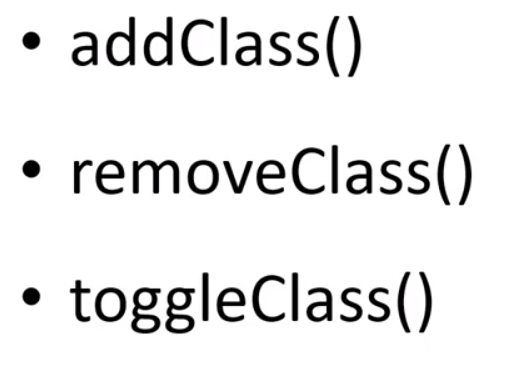 • addClass()
• removeClass()
• toggleClass()